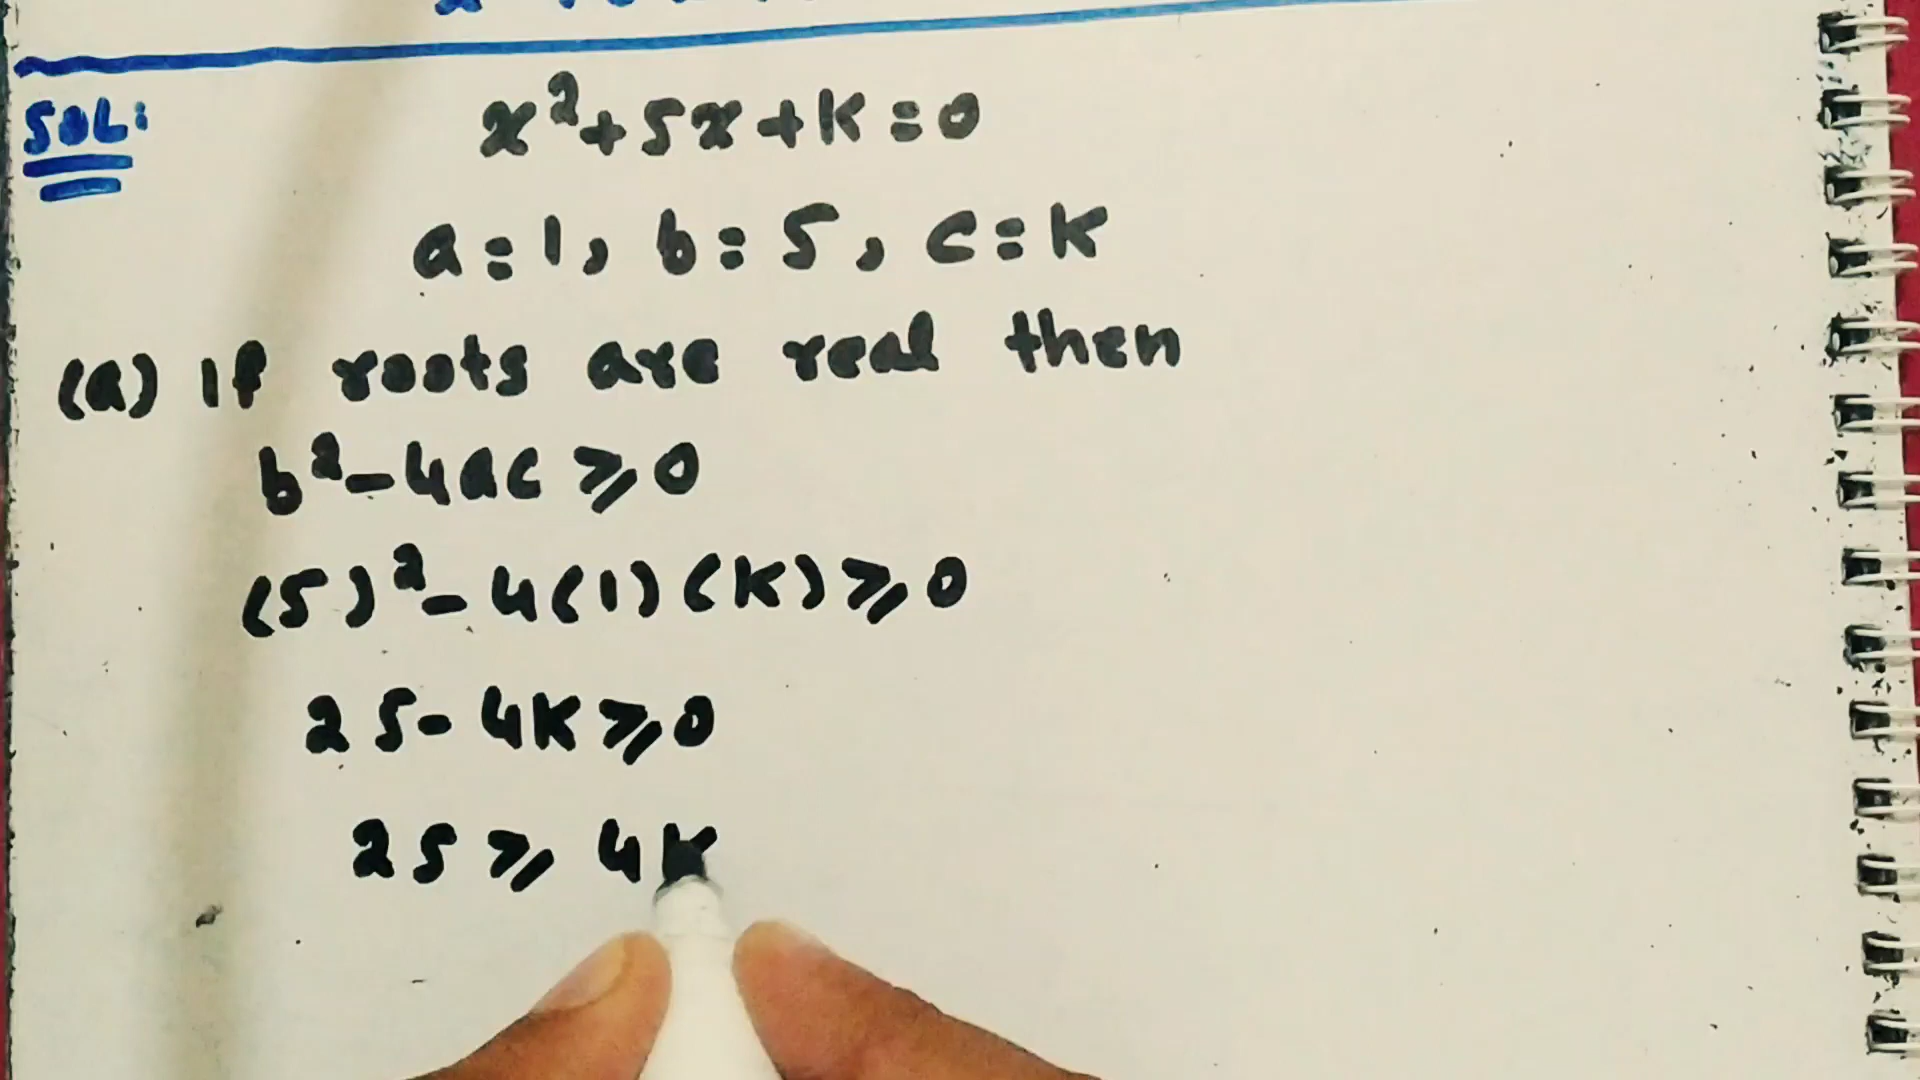 SOL:
x²+5x+K=0
a=1, b=5, c=K
(a) If roots are real then
b²-4ac ⩾ 0
(5)²-4(1)(K) ⩾ 0
25-4K ⩾ 0
25 ⩾ 4K